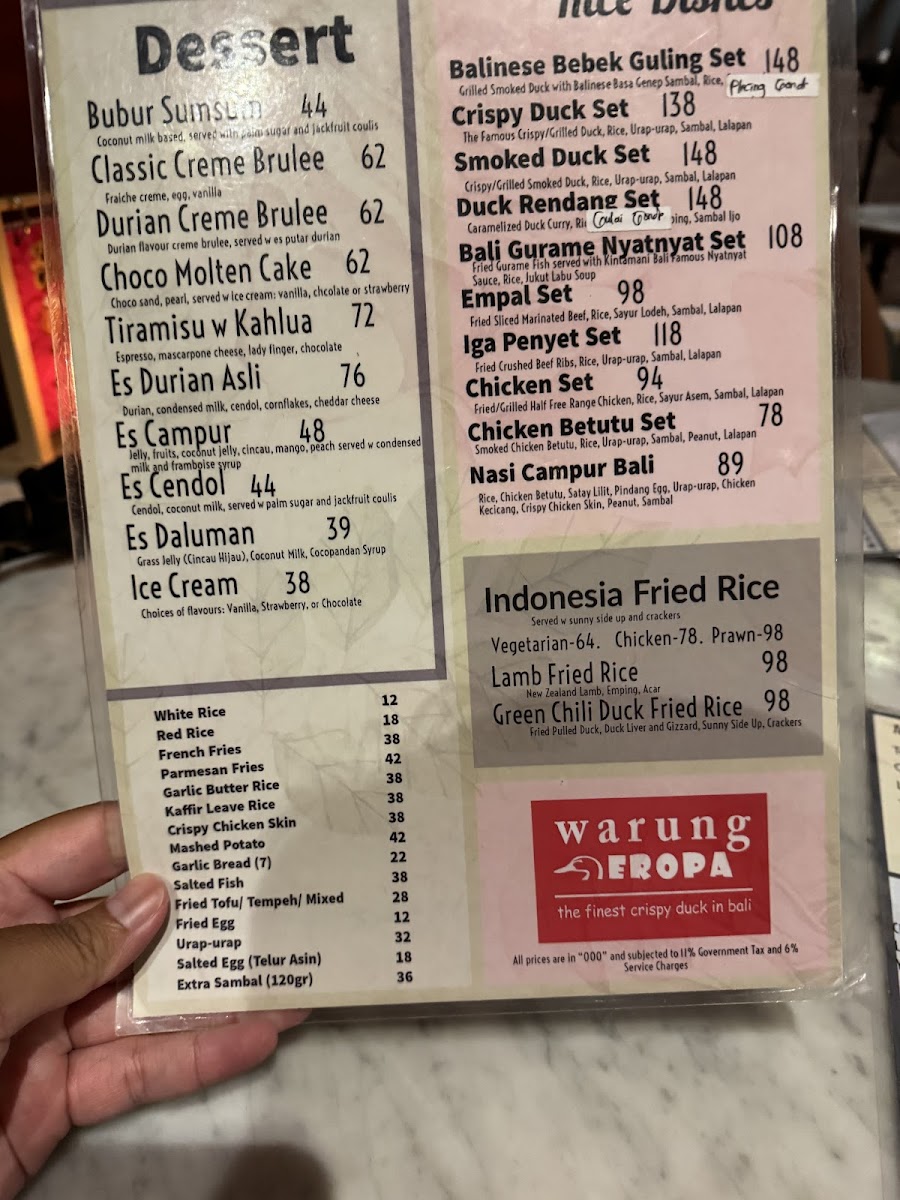 Dessert
Bubur Sumsum 44
Coconut milk based, served with palm sugar and jackfruit coulis
Classic Creme Brulee 62
Fraiche creme, egg, vanilla
Durian Creme Brulee 62
Durian flavour creme brulee, served w es putar durian
Choco Molten Cake 62
Choco sand, pearl, served w ice cream: vanilla, chcolate or strawberry
Tiramisu w Kahlua 72
Espresso, mascarpone cheese, lady finger, chocolate
Es Durian Asli 76
Durian, condensed milk, cendol, cornflakes, cheddar cheese
Es Campur 48
Jelly, fruits, coconut jelly, cincau, mango, peach served w condensed
milk and framboise syrup
Es Cendol 44
Cendol, coconut milk, served w palm sugar and jackfruit coulis
Es Daluman 39
Grass Jelly (Cincau Hijau), Coconut Milk, Cocopandan Syrup
Ice Cream 38
Choices of flavours: Vanilla, Strawberry, or Chocolate
White Rice 12
Red Rice 18
French Fries 38
Parmesan Fries 42
Garlic Butter Rice 38
Kaffir Leave Rice 38
Crispy Chicken Skin 38
Mashed Potato 42
Garlic Bread (7) 22
Salted Fish 38
Fried Tofu/ Tempeh/ Mixed 28
Fried Egg 12
Urap-urap 32
Salted Egg (Telur Asin) 18
Extra Sambal (120gr) 36
Rice Dishes
Balinese Bebek Guling Set 148
Grilled Smoked Duck with Balinese Basa Genep Sambal, Rice,
Crispy Duck Set 138
The Famous Crispy/Grilled Duck, Rice, Urap-urap, Sambal, Lalapan
Smoked Duck Set 148
Crispy/Grilled Smoked Duck, Rice, Urap-urap, Sambal, Lalapan
Duck Rendang Set 148
Caramelized Duck Curry, Sambal Ijo
Bali Gurame Nyatnyat Set 108
Fried Gurame Fish served with Kintamani Bali Famous Nyatnyat
Sauce, Rice, Jukut Labu Soup
Empal Set 98
Fried Sliced Marinated Beef, Rice, Sayur Lodeh, Sambal, Lalapan
Iga Penyet Set 118
Fried Crushed Beef Ribs, Rice, Urap-urap, Sambal, Lalapan
Chicken Set 94
Fried/Grilled Half Free Range Chicken, Rice, Sayur Asem, Sambal, Lalapan
Chicken Betutu Set 78
Smoked Chicken Betutu, Rice, Urap-urap, Sambal, Peanut, Lalapan
Nasi Campur Bali 89
Rice, Chicken Betutu, Satay Lilit, Pindang Egg, Urap-urap, Chicken
Kecicang, Crispy Chicken Skin, Peanut, Sambal
Indonesia Fried Rice
Served w sunny side up and crackers
Vegetarian-64. Chicken-78. Prawn-98
Lamb Fried Rice 98
New Zealand Lamb, Emping, Acar
Green Chili Duck Fried Rice 98
Fried Pulled Duck, Duck Liver and Gizzard, Sunny Side Up, Crackers
warung
EROPA
the finest crispy duck in bali
All prices are in "000" and subjected to 11% Government Tax and 6%
Service Charges